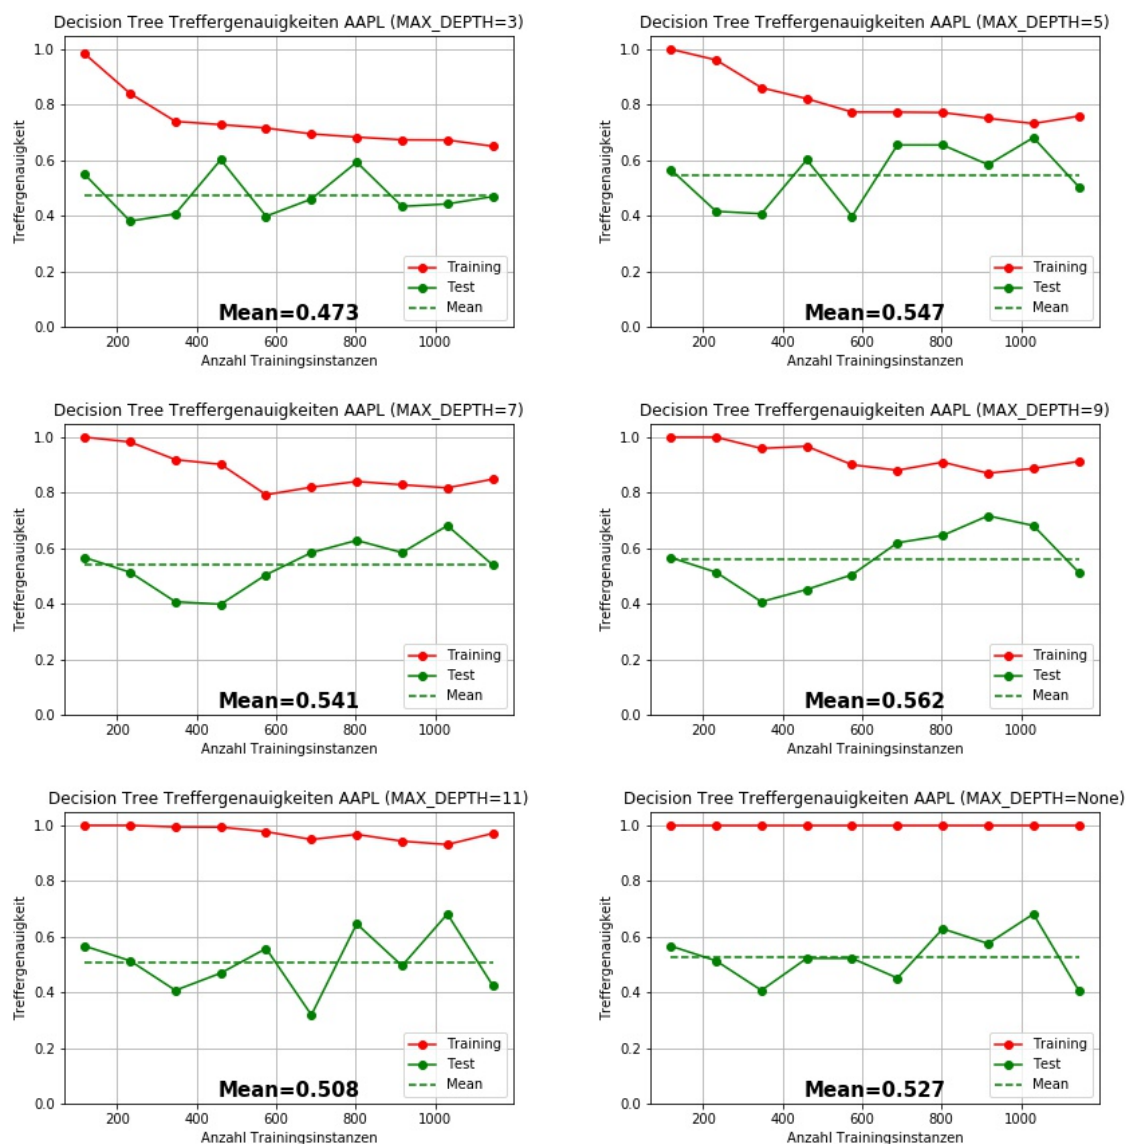 Decision Tree Treffergenauigkeiten AAPL (MAX_DEPTH=3)
1.0
0.8
0.6
0.4
0.2
0.0
Treffergenauigkeit
Training
Test
Mean
Mean=0.473
200 400 600 800 1000
Anzahl Trainingsinstanzen
Decision Tree Treffergenauigkeiten AAPL (MAX_DEPTH=5)
1.0
0.8
0.6
0.4
0.2
0.0
Treffergenauigkeit
Training
Test
Mean
Mean=0.547
200 400 600 800 1000
Anzahl Trainingsinstanzen
Decision Tree Treffergenauigkeiten AAPL (MAX_DEPTH=7)
1.0
0.8
0.6
0.4
0.2
0.0
Treffergenauigkeit
Training
Test
Mean
Mean=0.541
200 400 600 800 1000
Anzahl Trainingsinstanzen
Decision Tree Treffergenauigkeiten AAPL (MAX_DEPTH=9)
1.0
0.8
0.6
0.4
0.2
0.0
Treffergenauigkeit
Training
Test
Mean
Mean=0.562
200 400 600 800 1000
Anzahl Trainingsinstanzen
Decision Tree Treffergenauigkeiten AAPL (MAX_DEPTH=11)
1.0
0.8
0.6
0.4
0.2
0.0
Treffergenauigkeit
Training
Test
Mean
Mean=0.508
200 400 600 800 1000
Anzahl Trainingsinstanzen
Decision Tree Treffergenauigkeiten AAPL (MAX_DEPTH=None)
1.0
0.8
0.6
0.4
0.2
0.0
Treffergenauigkeit
Training
Test
Mean
Mean=0.527
200 400 600 800 1000
Anzahl Trainingsinstanzen